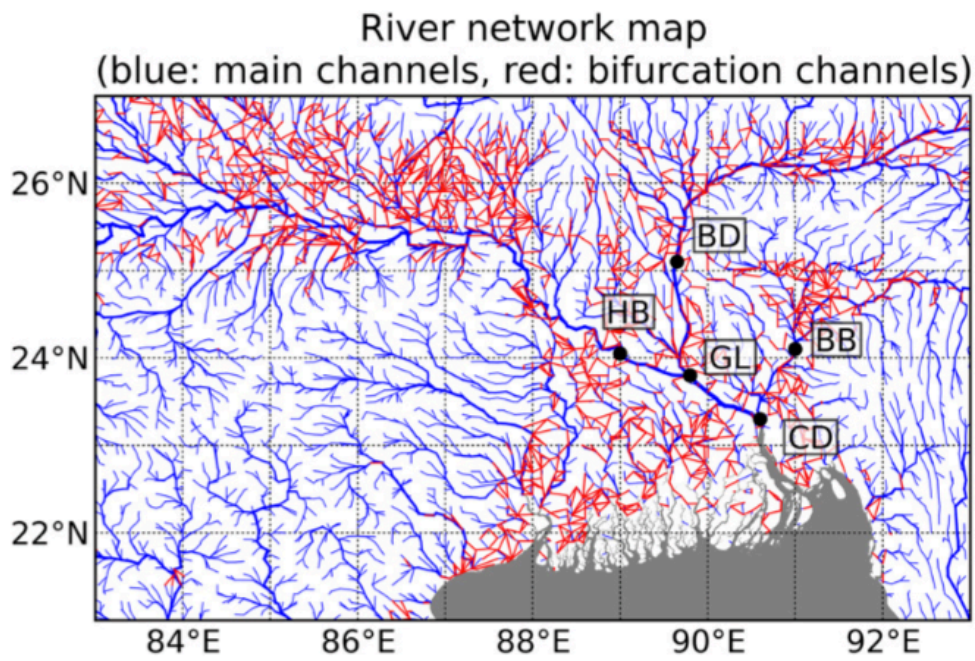 River network map
(blue: main channels, red: bifurcation channels)
26°N
BD
HB
BB
24°N
GL
CD
22°N
84°E 86°E 88°E 90°E 92°E